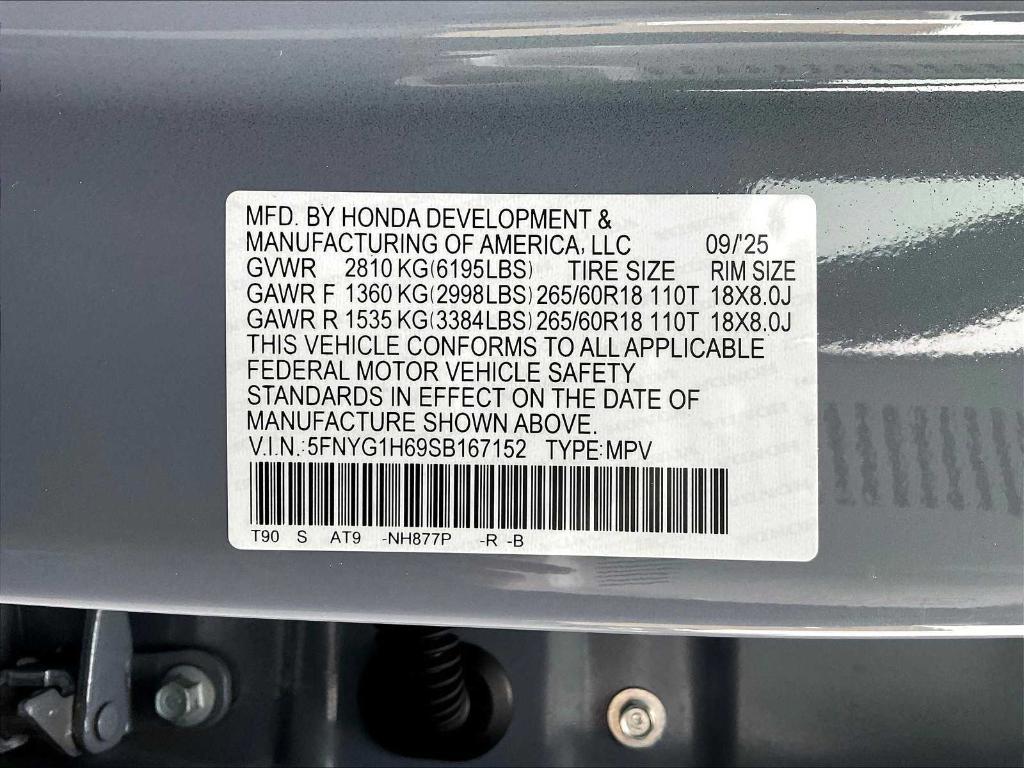 MFD. BY HONDA DEVELOPMENT &
MANUFACTURING OF AMERICA, LLC 09/'25
GVWR 2810 KG(6195LBS) TIRE SIZE RIM SIZE
GAWR F 1360 KG(2998LBS) 265/60R18 110T 18X8.0J
GAWR R 1535 KG(3384LBS) 265/60R18 110T 18X8.0J
THIS VEHICLE CONFORMS TO ALL APPLICABLE
FEDERAL MOTOR VEHICLE SAFETY
STANDARDS IN EFFECT ON THE DATE OF
MANUFACTURE SHOWN ABOVE.
V.I.N.:5FNYG1H69SB167152 TYPE:MPV
T90 S AT9 -NH877P -R -B